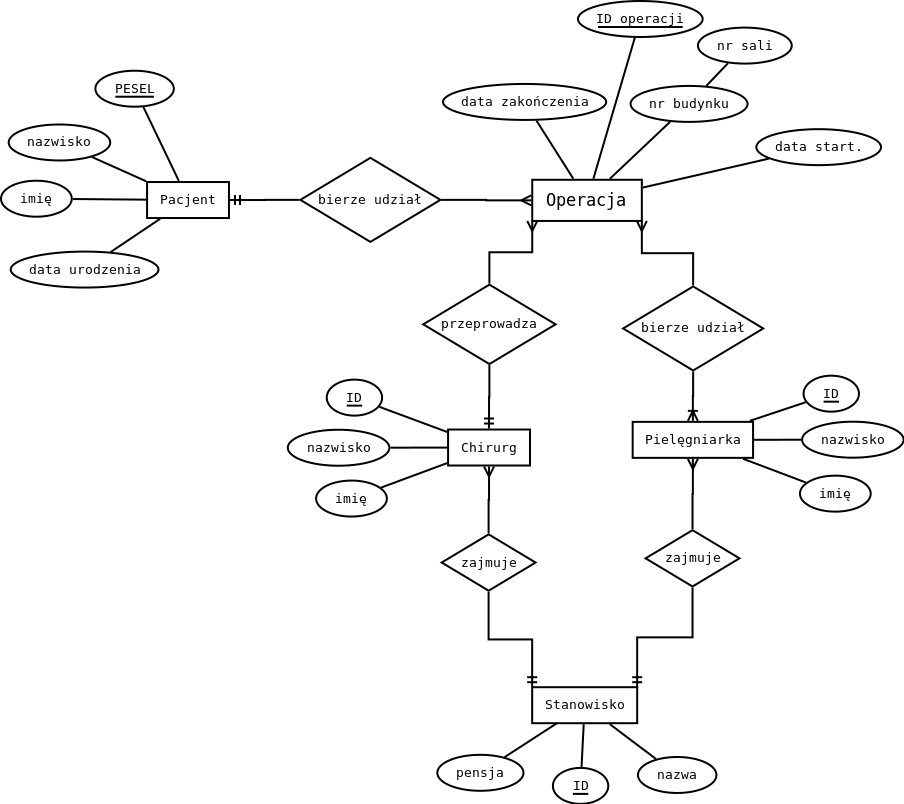 ID operacji
nr sali
PESEL
data zakończenia
nr budynku
nazwisko
data start.
imię
Pacjent
bierze udział
Operacja
data urodzenia
przeprowadza
bierze udział
ID
ID
nazwisko
Chirurg
Pielęgniarka
nazwisko
imię
imię
zajmuje
zajmuje
Stanowisko
pensja
ID
nazwa